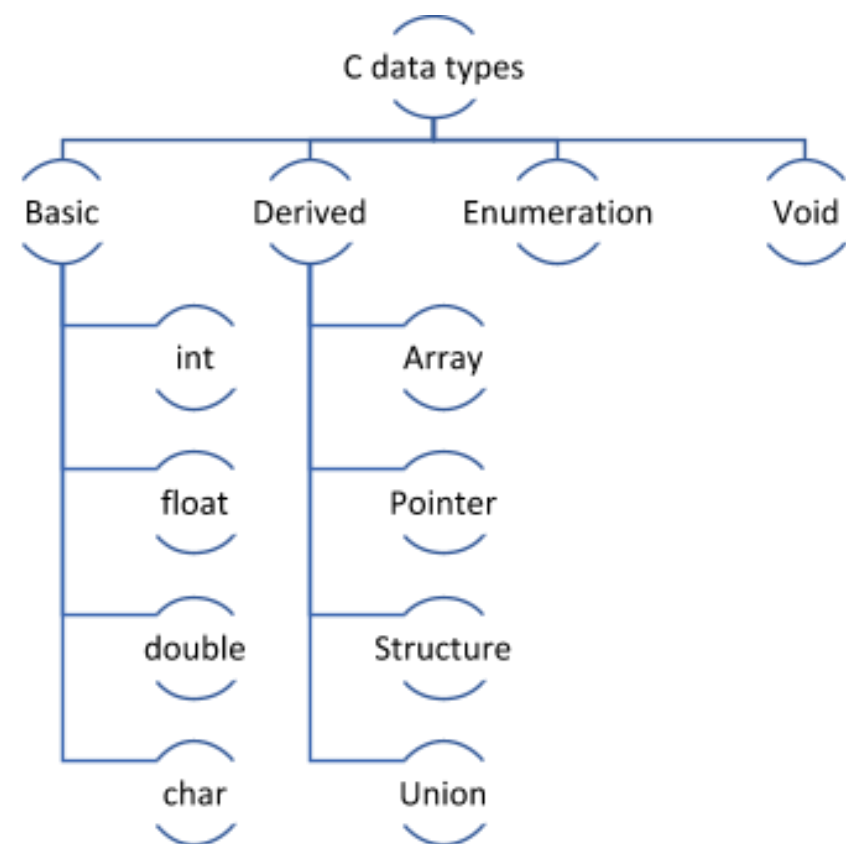 C data types
Basic
Derived
Enumeration
Void
int
Array
float
Pointer
double
Structure
char
Union